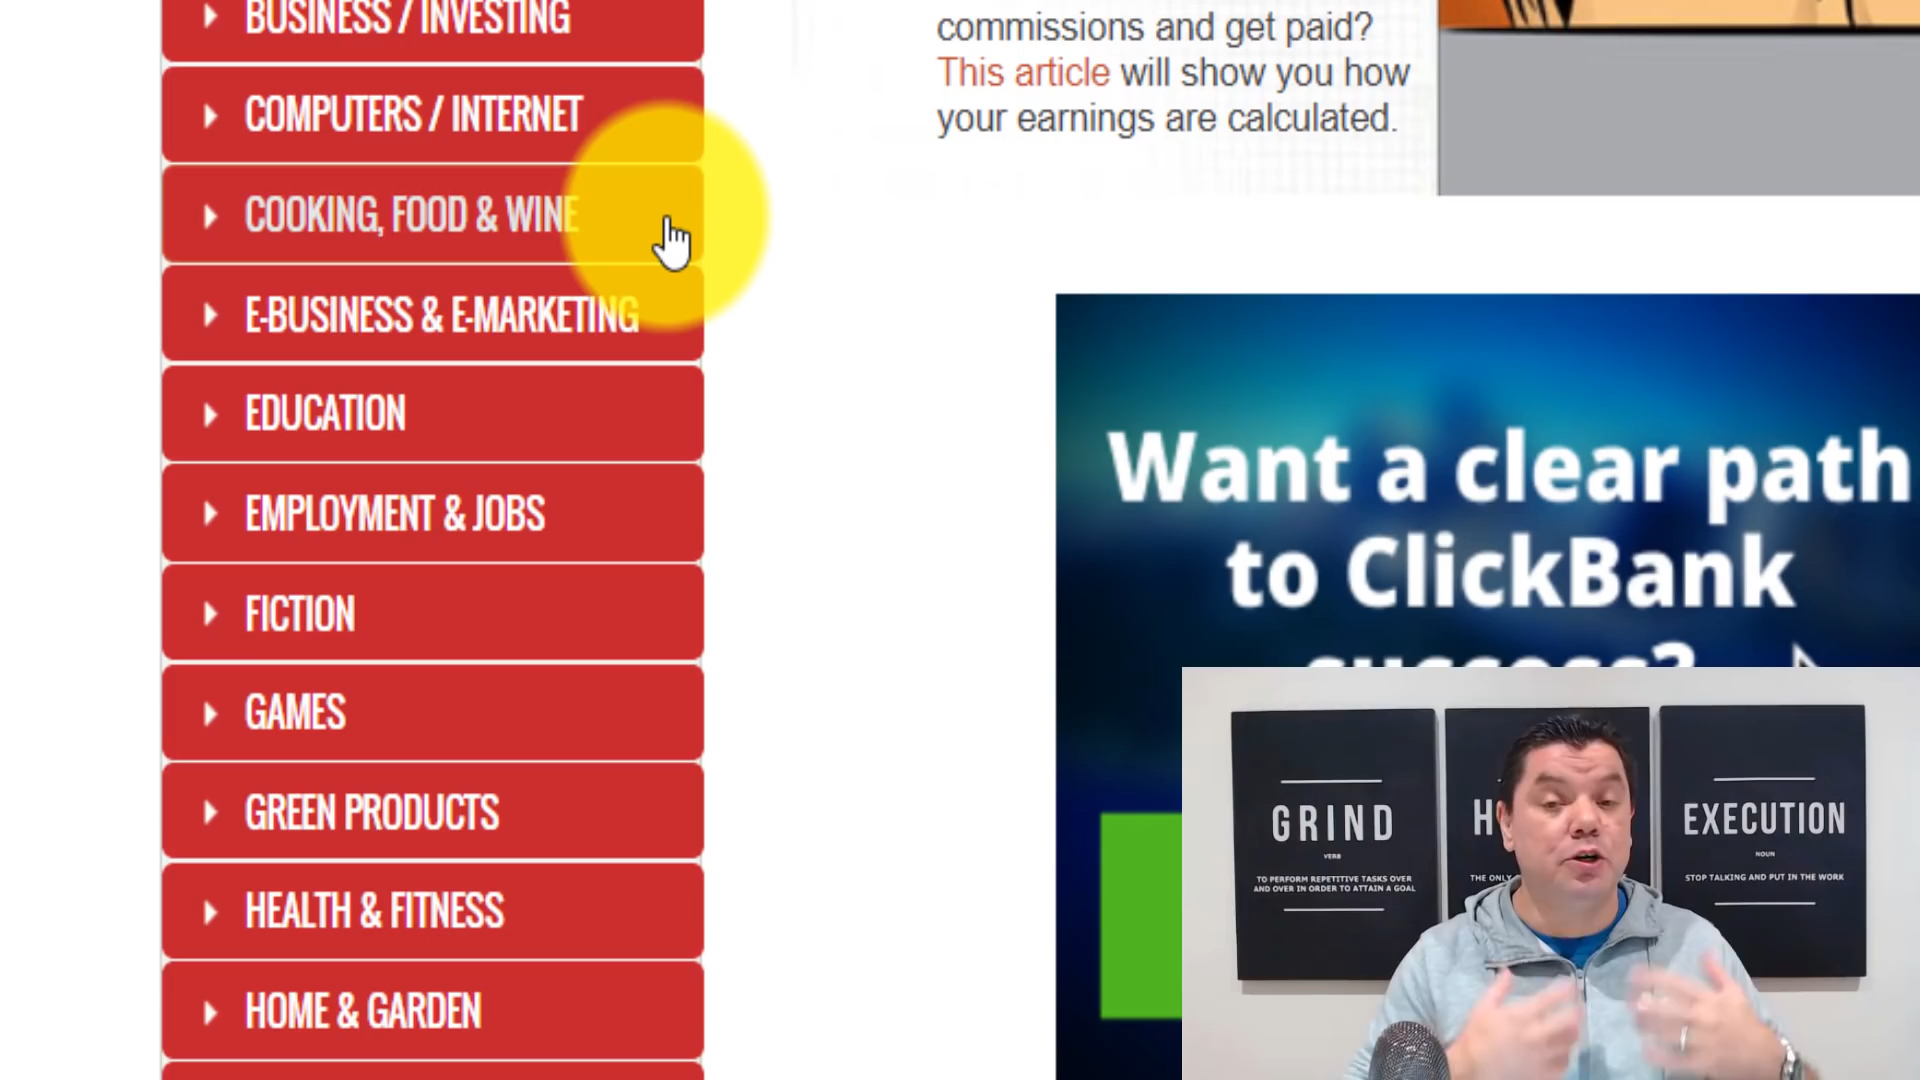 BUSINESS / INVESTING
COMPUTERS / INTERNET
COOKING, FOOD & WINE
E-BUSINESS & E-MARKETING
EDUCATION
EMPLOYMENT & JOBS
FICTION
GAMES
GREEN PRODUCTS
HEALTH & FITNESS
HOME & GARDEN
commissions and get paid?
This article will show you how
your earnings are calculated.
Want a clear path
to ClickBank
success?
GRIND
VERB
TO PERFORM REPETITIVE TASKS OVER
AND OVER IN ORDER TO ATTAIN A GOAL
H
THE ONLY
EXECUTION
NOUN
STOP TALKING AND PUT IN THE WORK